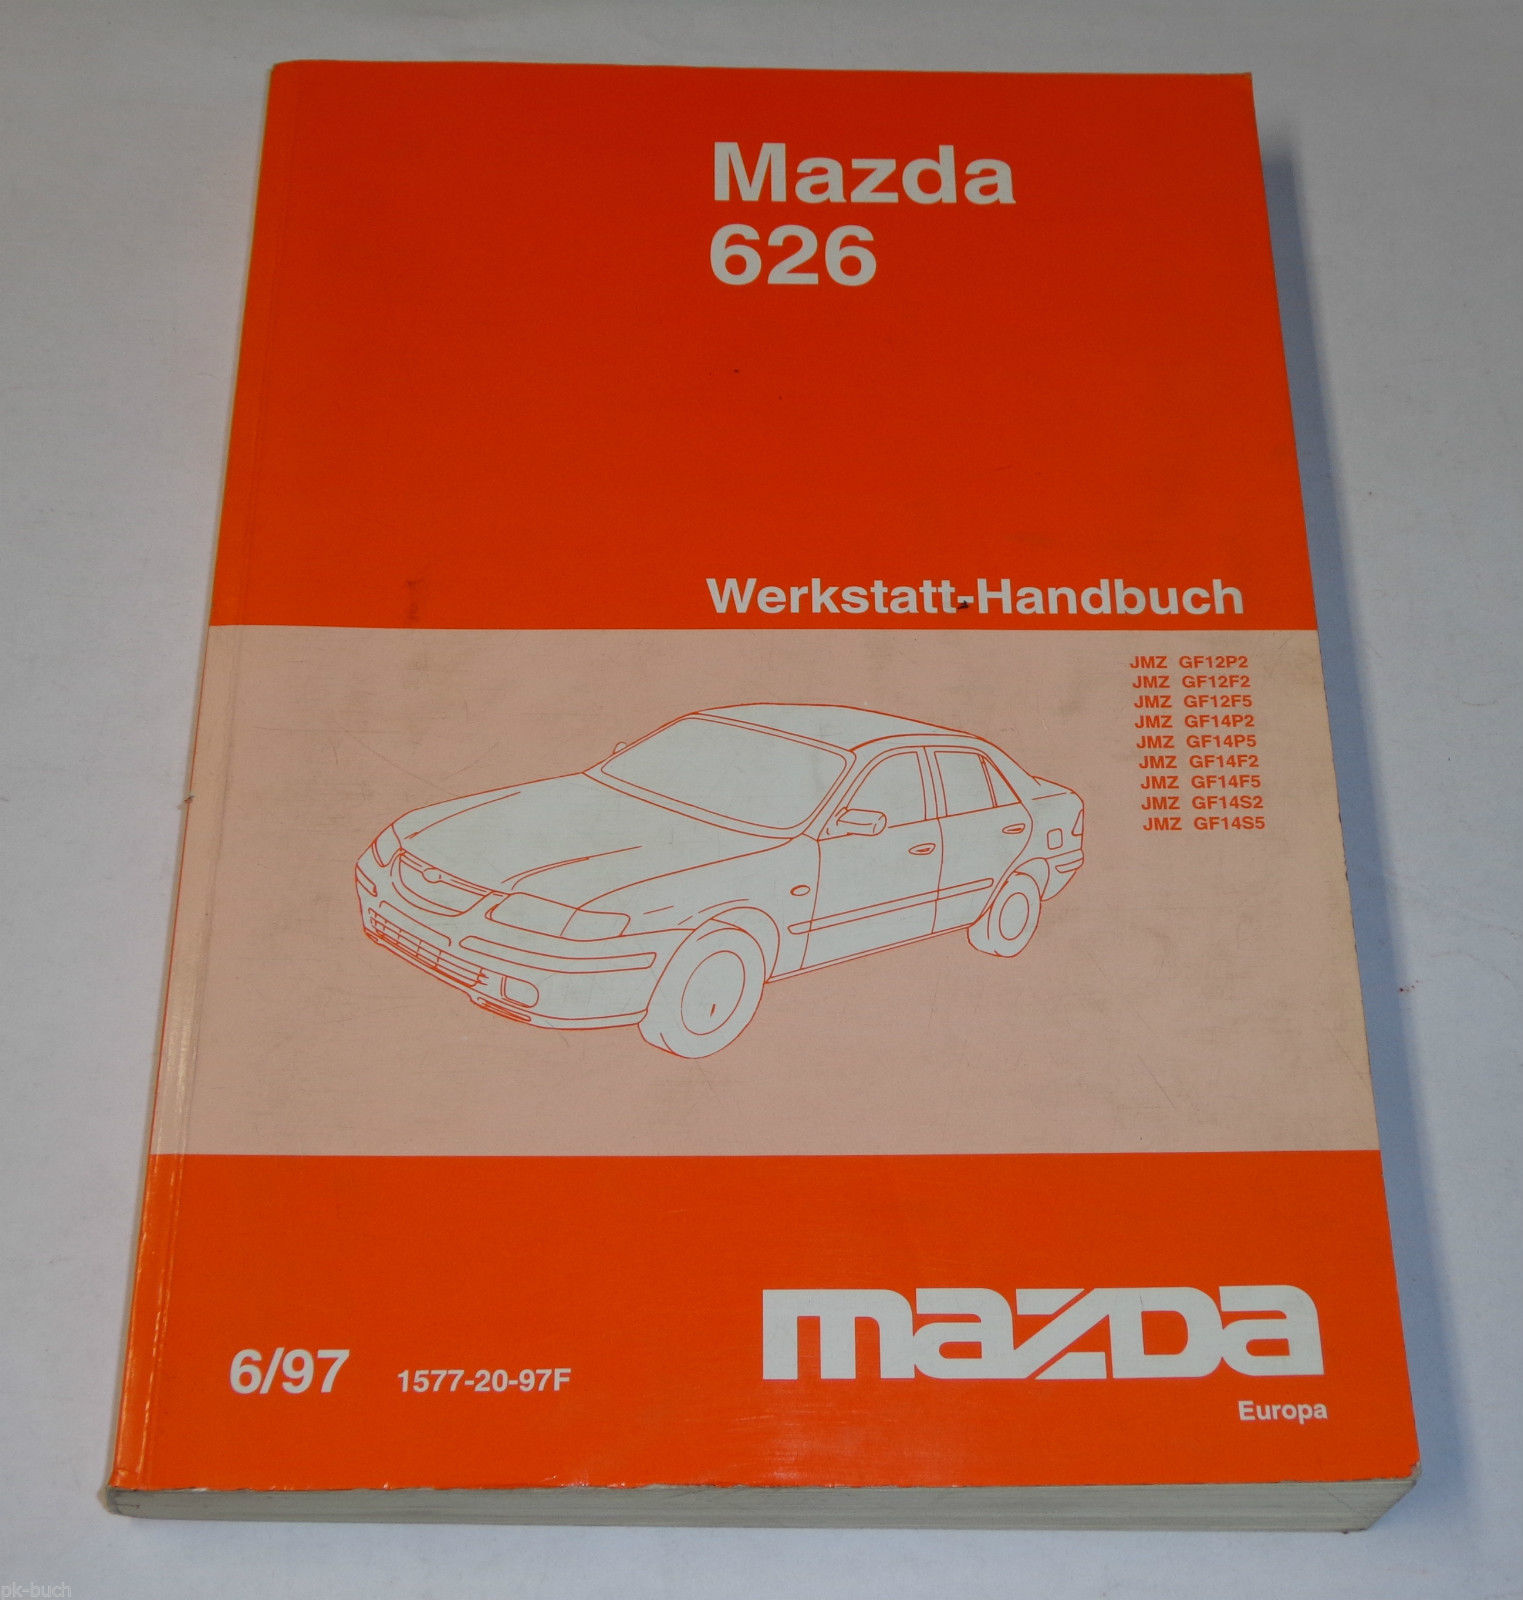 Mazda
626
Werkstatt-Handbuch
JMZ GF12P2
JMZ GF12F2
JMZ GF12F5
JMZ GF14P2
JMZ GF14P5
JMZ GF14F2
JMZ GF14F5
JMZ GF14S2
JMZ GF14S5
mazda
Europa
6/97 1577-20-97F
pk-buch